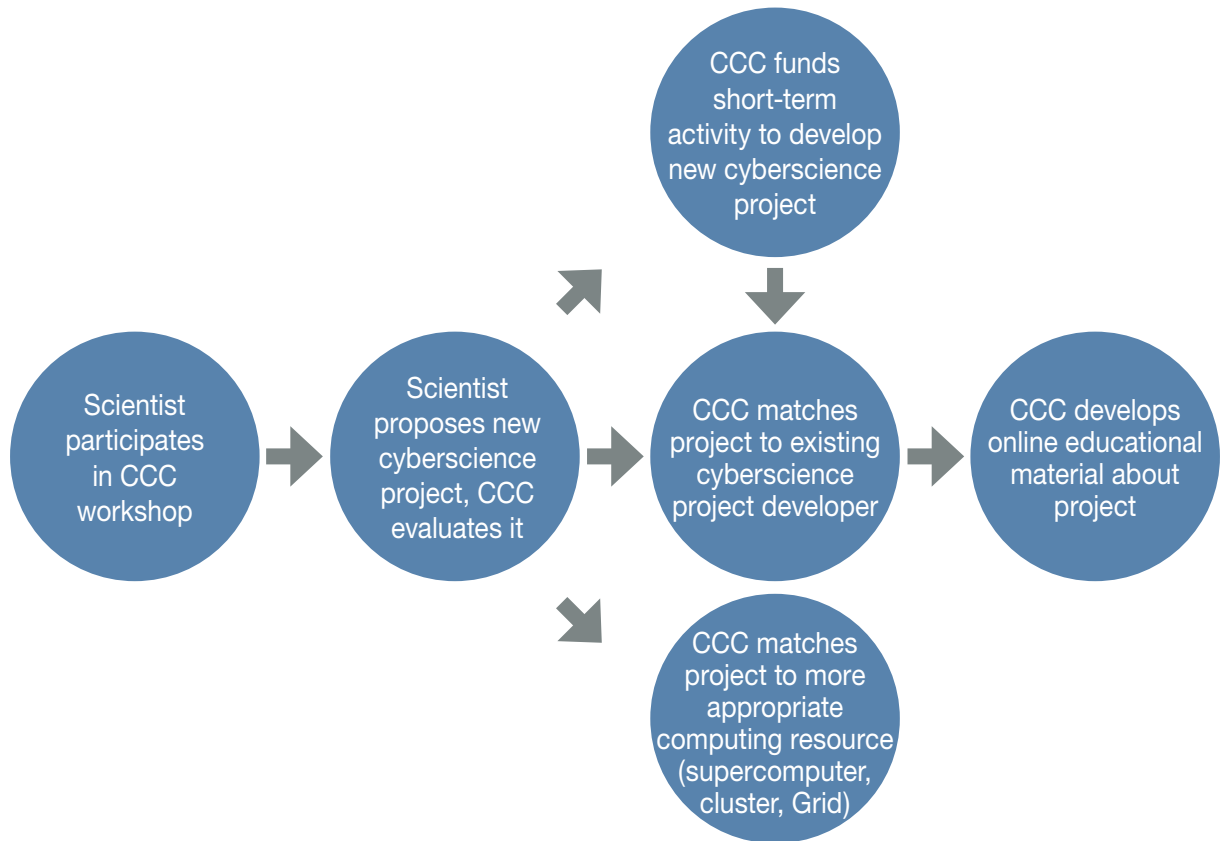 CCC funds
short-term
activity to develop
new cyberscience
project
Scientist
participates
in CCC
workshop
Scientist
proposes new
cyberscience
project, CCC
evaluates it
CCC matches
project to existing
cyberscience
project developer
CCC develops
online educational
material about
project
CCC matches
project to more
appropriate
computing resource
(supercomputer,
cluster, Grid)